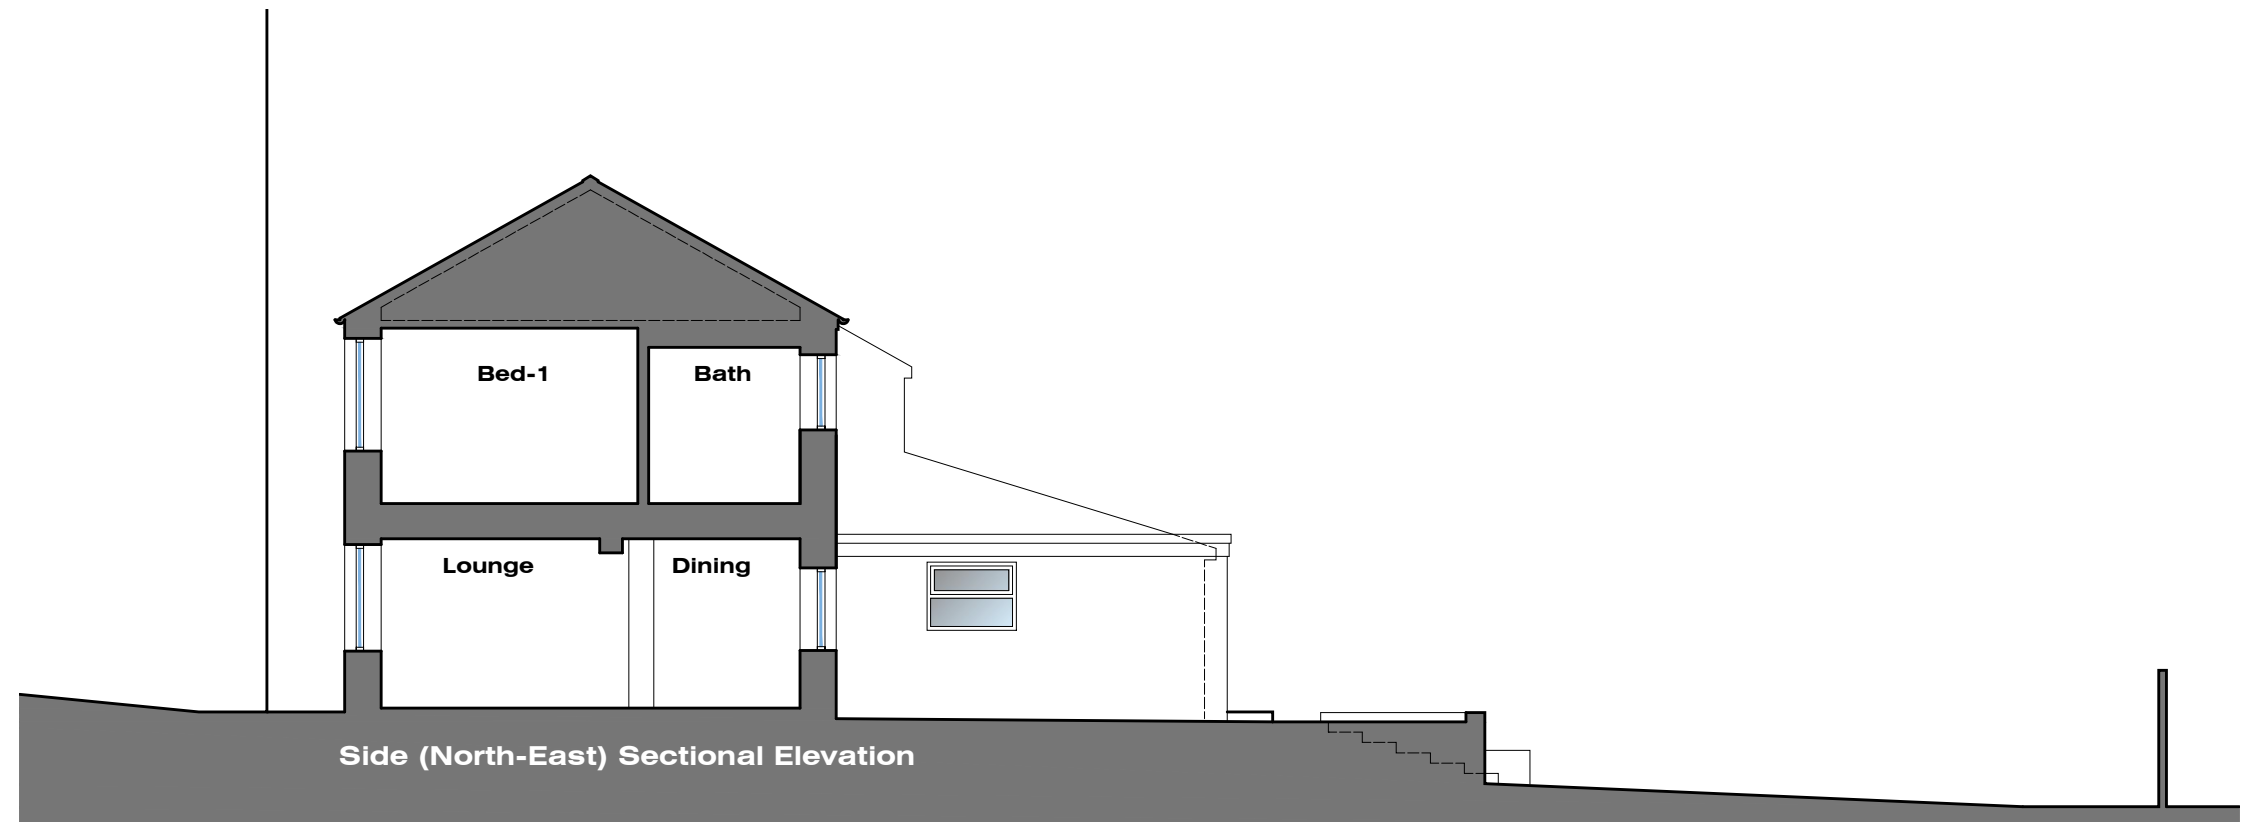 Bed-1
Bath
Lounge
Dining
Side (North-East) Sectional Elevation